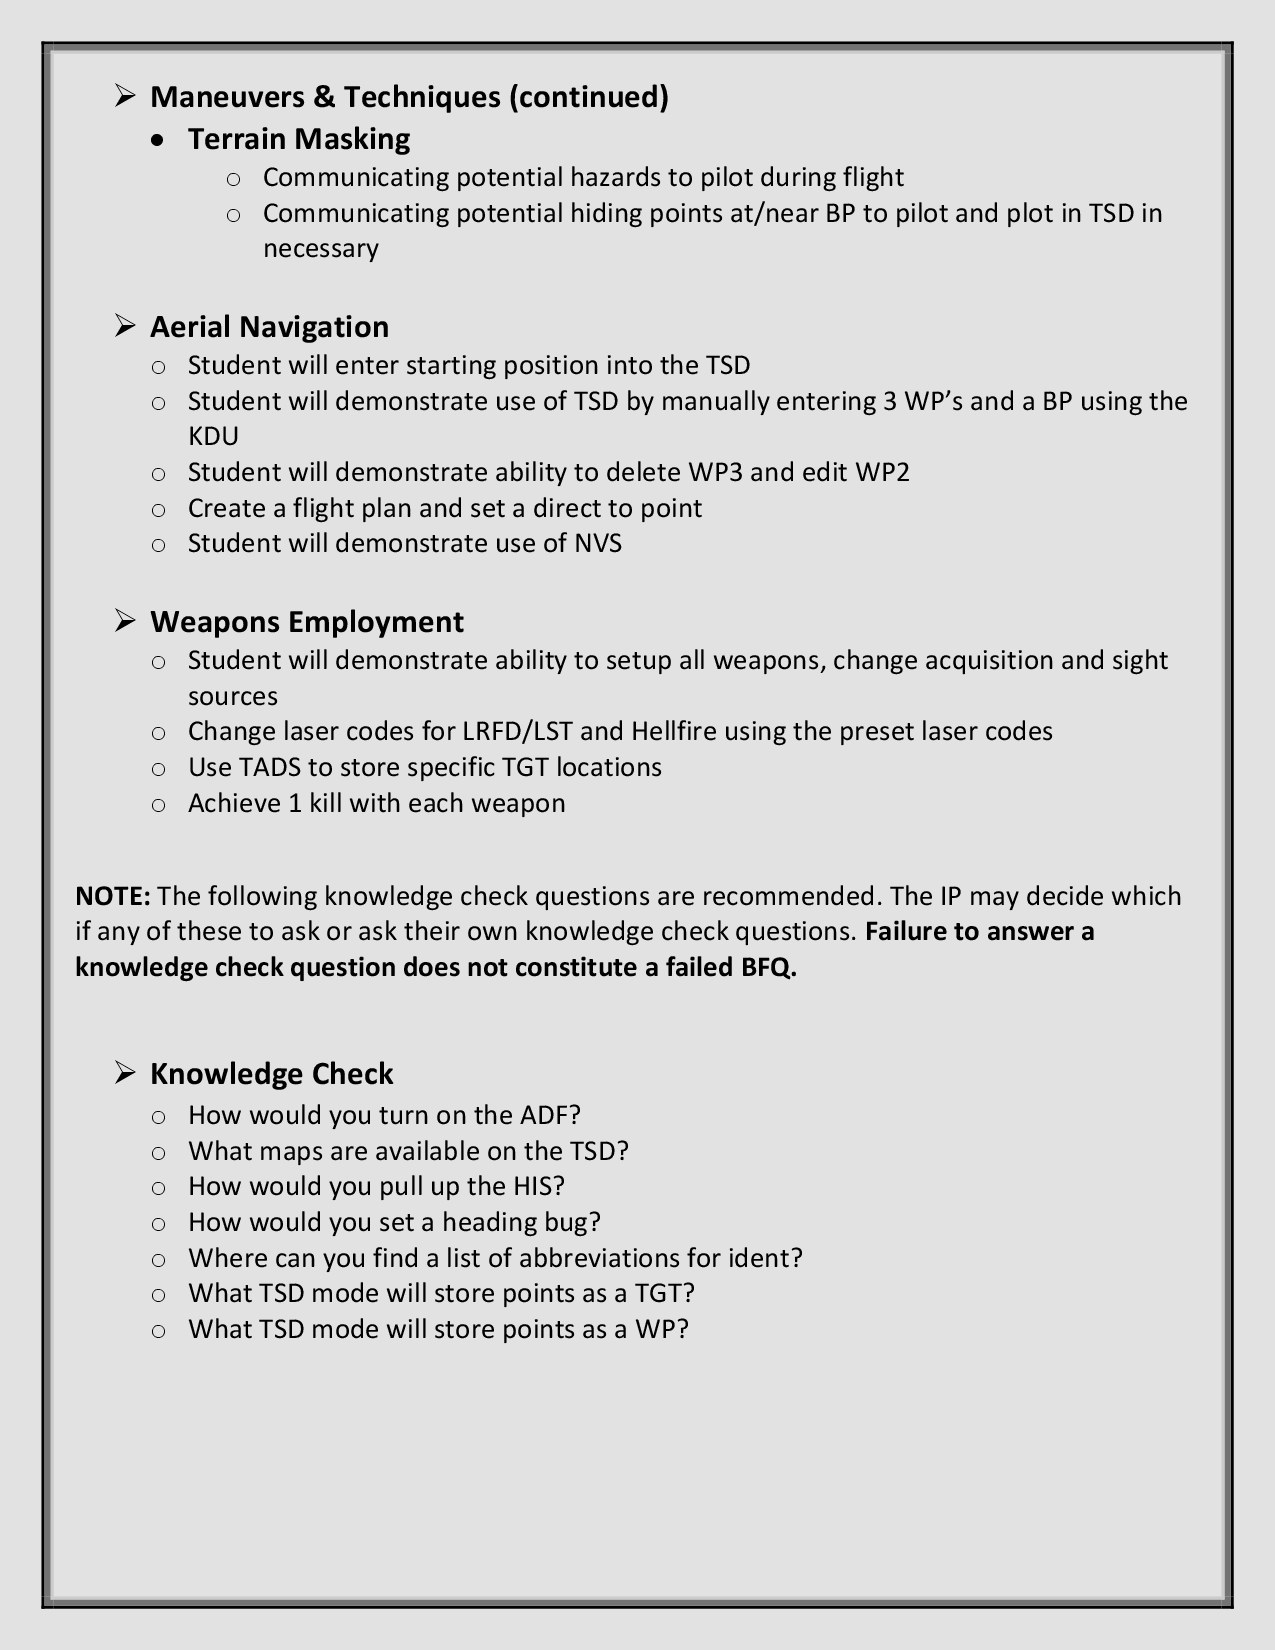 ➢ Maneuvers & Techniques (continued)
• Terrain Masking
o Communicating potential hazards to pilot during flight
o Communicating potential hiding points at/near BP to pilot and plot in TSD in
necessary
➢ Aerial Navigation
o Student will enter starting position into the TSD
o Student will demonstrate use of TSD by manually entering 3 WP’s and a BP using the
KDU
o Student will demonstrate ability to delete WP3 and edit WP2
o Create a flight plan and set a direct to point
o Student will demonstrate use of NVS
➢ Weapons Employment
o Student will demonstrate ability to setup all weapons, change acquisition and sight
sources
o Change laser codes for LRFD/LST and Hellfire using the preset laser codes
o Use TADS to store specific TGT locations
o Achieve 1 kill with each weapon
NOTE: The following knowledge check questions are recommended. The IP may decide which
if any of these to ask or ask their own knowledge check questions. Failure to answer a
knowledge check question does not constitute a failed BFQ.
➢ Knowledge Check
o How would you turn on the ADF?
o What maps are available on the TSD?
o How would you pull up the HIS?
o How would you set a heading bug?
o Where can you find a list of abbreviations for ident?
o What TSD mode will store points as a TGT?
o What TSD mode will store points as a WP?